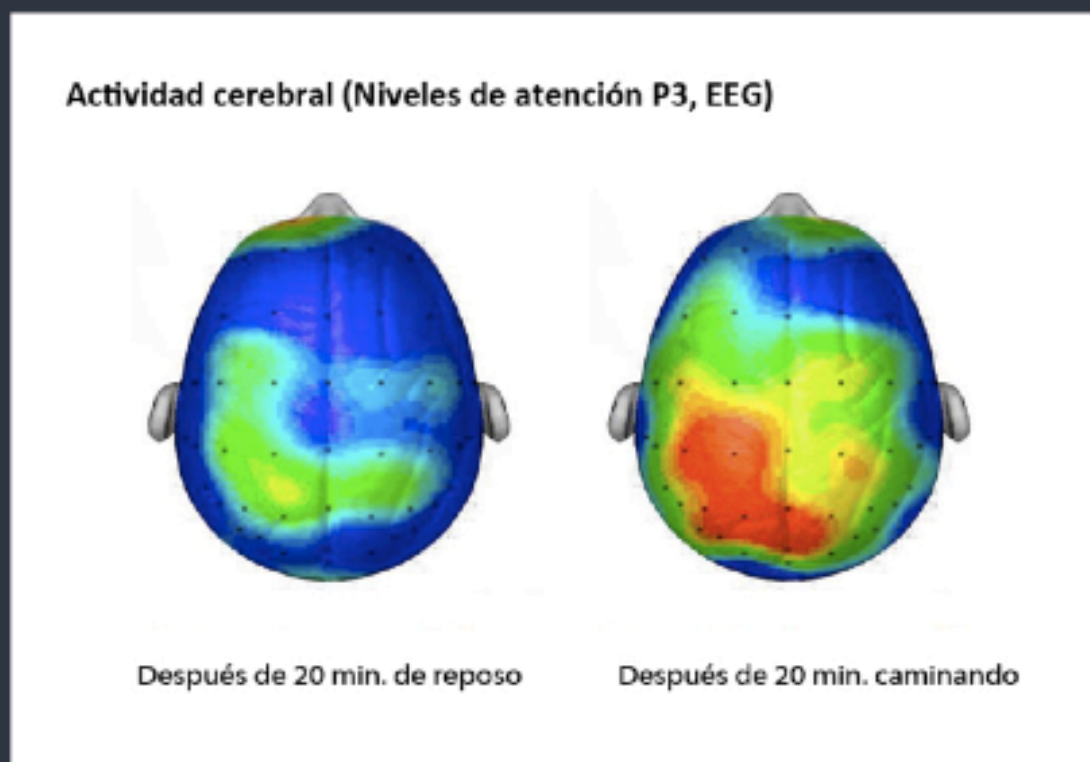 Actividad cerebral (Niveles de atención P3, EEG)
Después de 20 min. de reposo
Después de 20 min. caminando